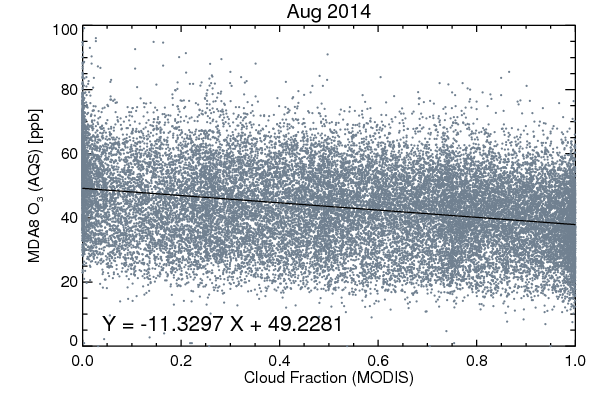 Aug 2014
100
80
60
40
20
0
MDA8 O₃ (AQS) [ppb]
Y = -11.3297 X + 49.2281
0.0 0.2 0.4 0.6 0.8 1.0
Cloud Fraction (MODIS)